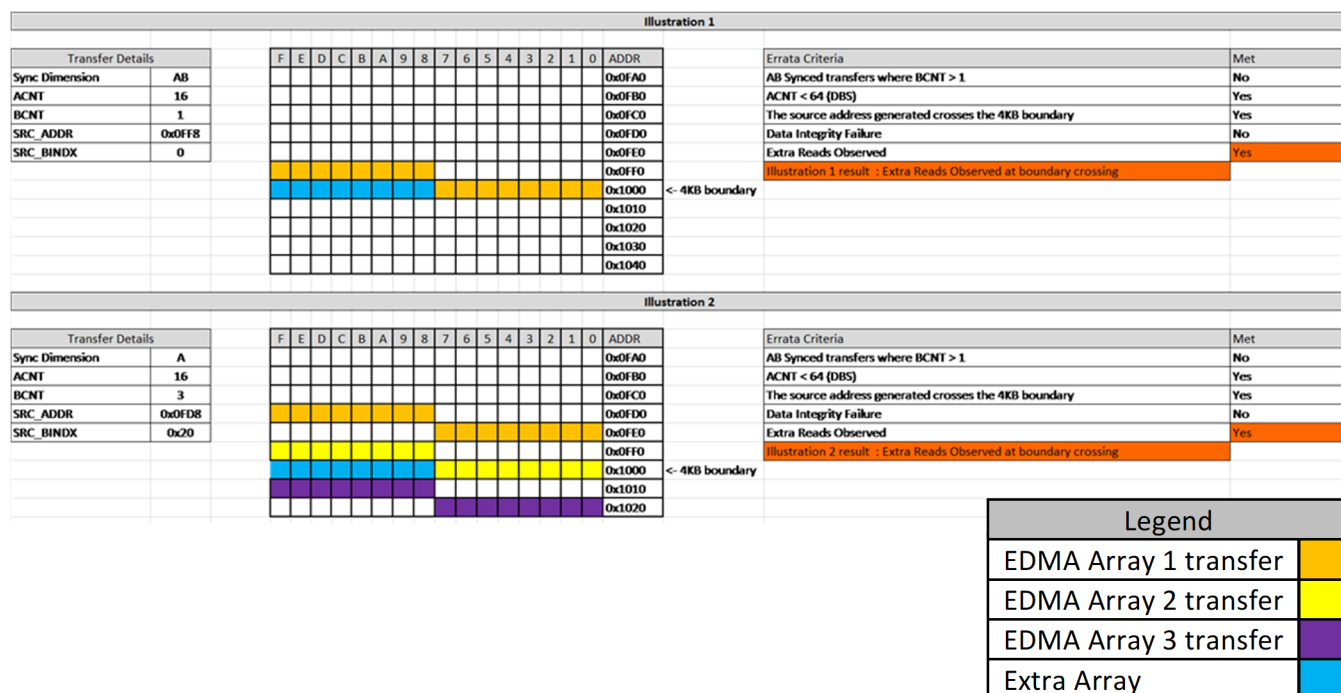 Illustration 1
Transfer Details F E D C B A 9 8 7 6 5 4 3 2 1 0 ADDR Errata Criteria Met
Sync Dimension AB 0x0FA0 AB Synced transfers where BCNT > 1 No
ACNT 16 0x0FB0 ACNT < 64 (DBS) Yes
BCNT 1 0x0FC0 The source address generated crosses the 4KB boundary Yes
SRC_ADDR 0x0FF8 0x0FD0 Data Integrity Failure No
SRC_BINDX 0 0x0FE0 Extra Reads Observed Yes
0x0FF0 Illustration 1 result : Extra Reads Observed at boundary crossing
0x1000 <- 4KB boundary
0x1010
0x1020
0x1030
0x1040
Illustration 2
Transfer Details F E D C B A 9 8 7 6 5 4 3 2 1 0 ADDR Errata Criteria Met
Sync Dimension A 0x0FA0 AB Synced transfers where BCNT > 1 No
ACNT 16 0x0FB0 ACNT < 64 (DBS) Yes
BCNT 3 0x0FC0 The source address generated crosses the 4KB boundary Yes
SRC_ADDR 0x0FD8 0x0FD0 Data Integrity Failure No
SRC_BINDX 0x20 0x0FE0 Extra Reads Observed Yes
0x0FF0 Illustration 2 result : Extra Reads Observed at boundary crossing
0x1000 <- 4KB boundary
0x1010
0x1020
Legend
EDMA Array 1 transfer
EDMA Array 2 transfer
EDMA Array 3 transfer
Extra Array